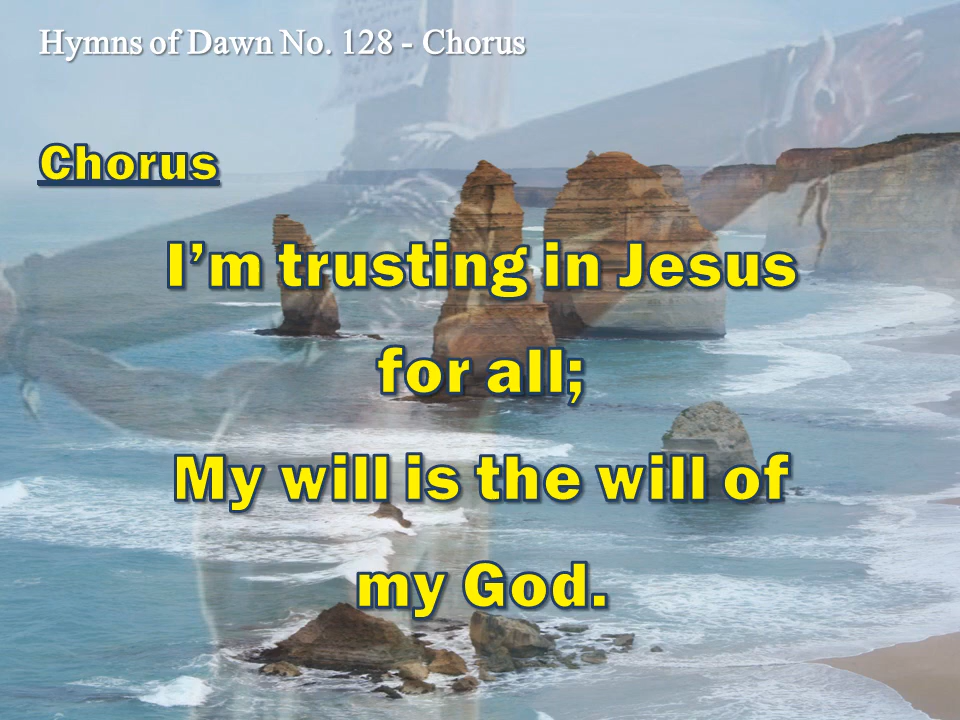 Hymns of Dawn No. 128 - Chorus
Chorus
I’m trusting in Jesus
for all;
My will is the will of
my God.